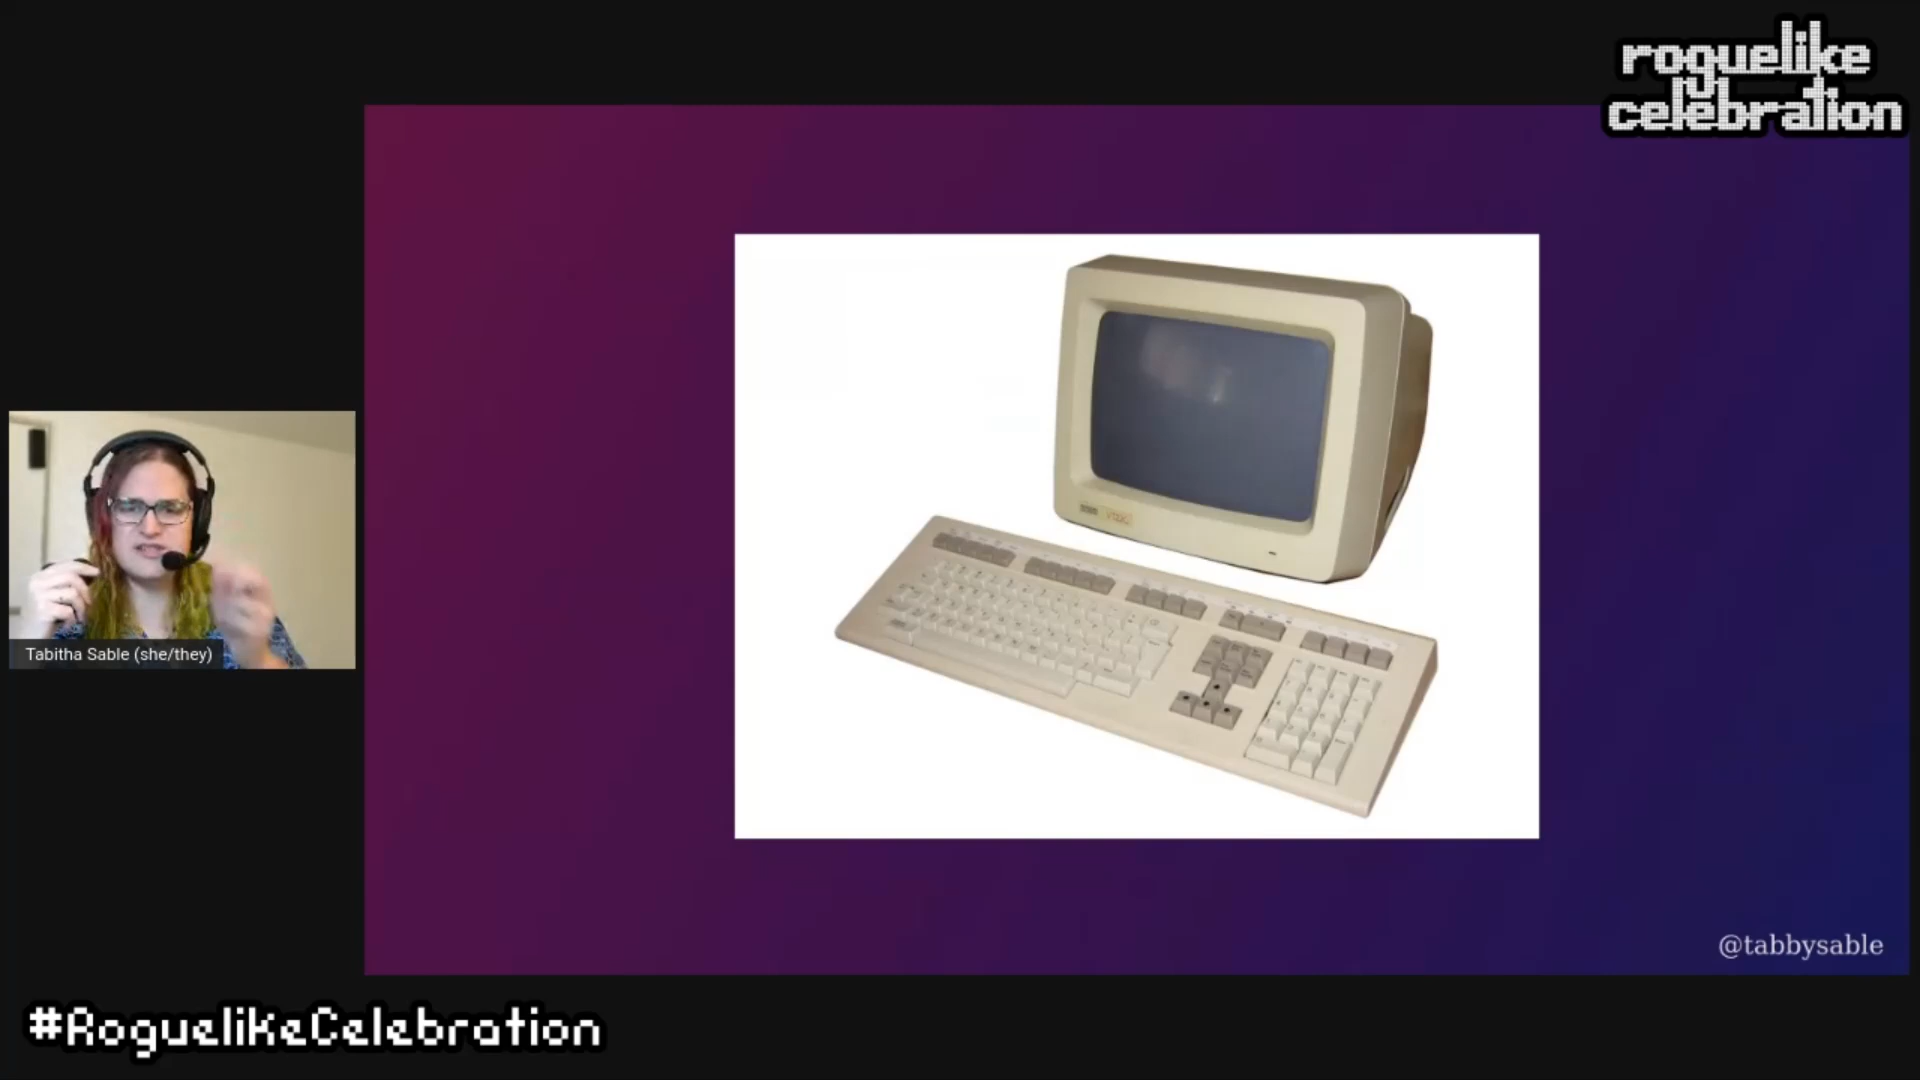 roguelike
celebration
Tabitha Sable (she/they)
@tabbysable
#RoguelikeCelebration